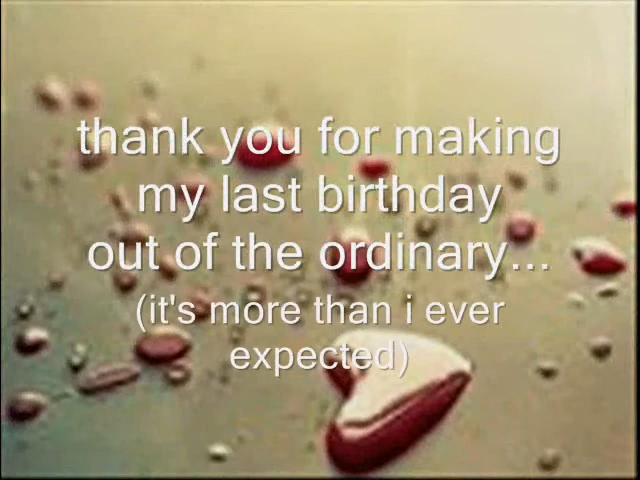 thank you for making
my last birthday
out of the ordinary...
(it's more than i ever
expected)